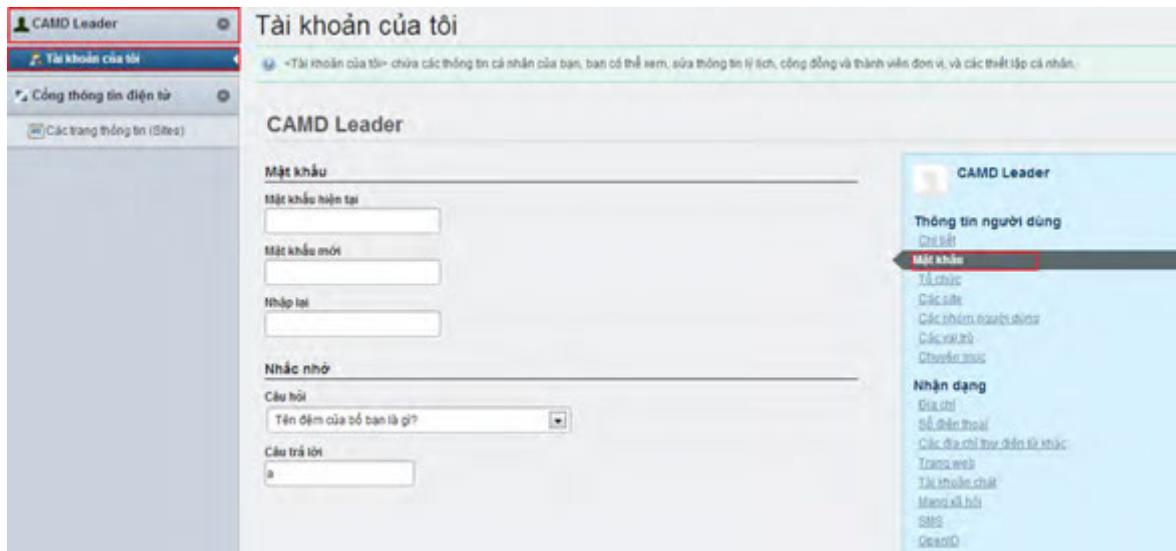 CAMD Leader
Tài khoản của tôi
Cổng thông tin điện tử
Các trang thông tin (Sites)
Tài khoản của tôi
<Tài khoản của tôi> chứa các thông tin cá nhân của bạn, bạn có thể xem, sửa thông tin lý lịch, cộng đồng và thành viên đơn vị, và các thiết lập cá nhân.
CAMD Leader
Mật khẩu
Mật khẩu hiện tại
Mật khẩu mới
Nhập lại
Nhắc nhở
Câu hỏi
Tên đệm của bố bạn là gì?
Câu trả lời
a
CAMD Leader
Thông tin người dùng
Chi tiết
Mật khẩu
Tổ chức
Các site
Các nhóm người dùng
Các vai trò
Chuyên mục
Nhận dạng
Địa chỉ
Số điện thoại
Các địa chỉ thư điện tử khác
Trang web
Tài khoản chat
Mạng xã hội
SMS
OpenID